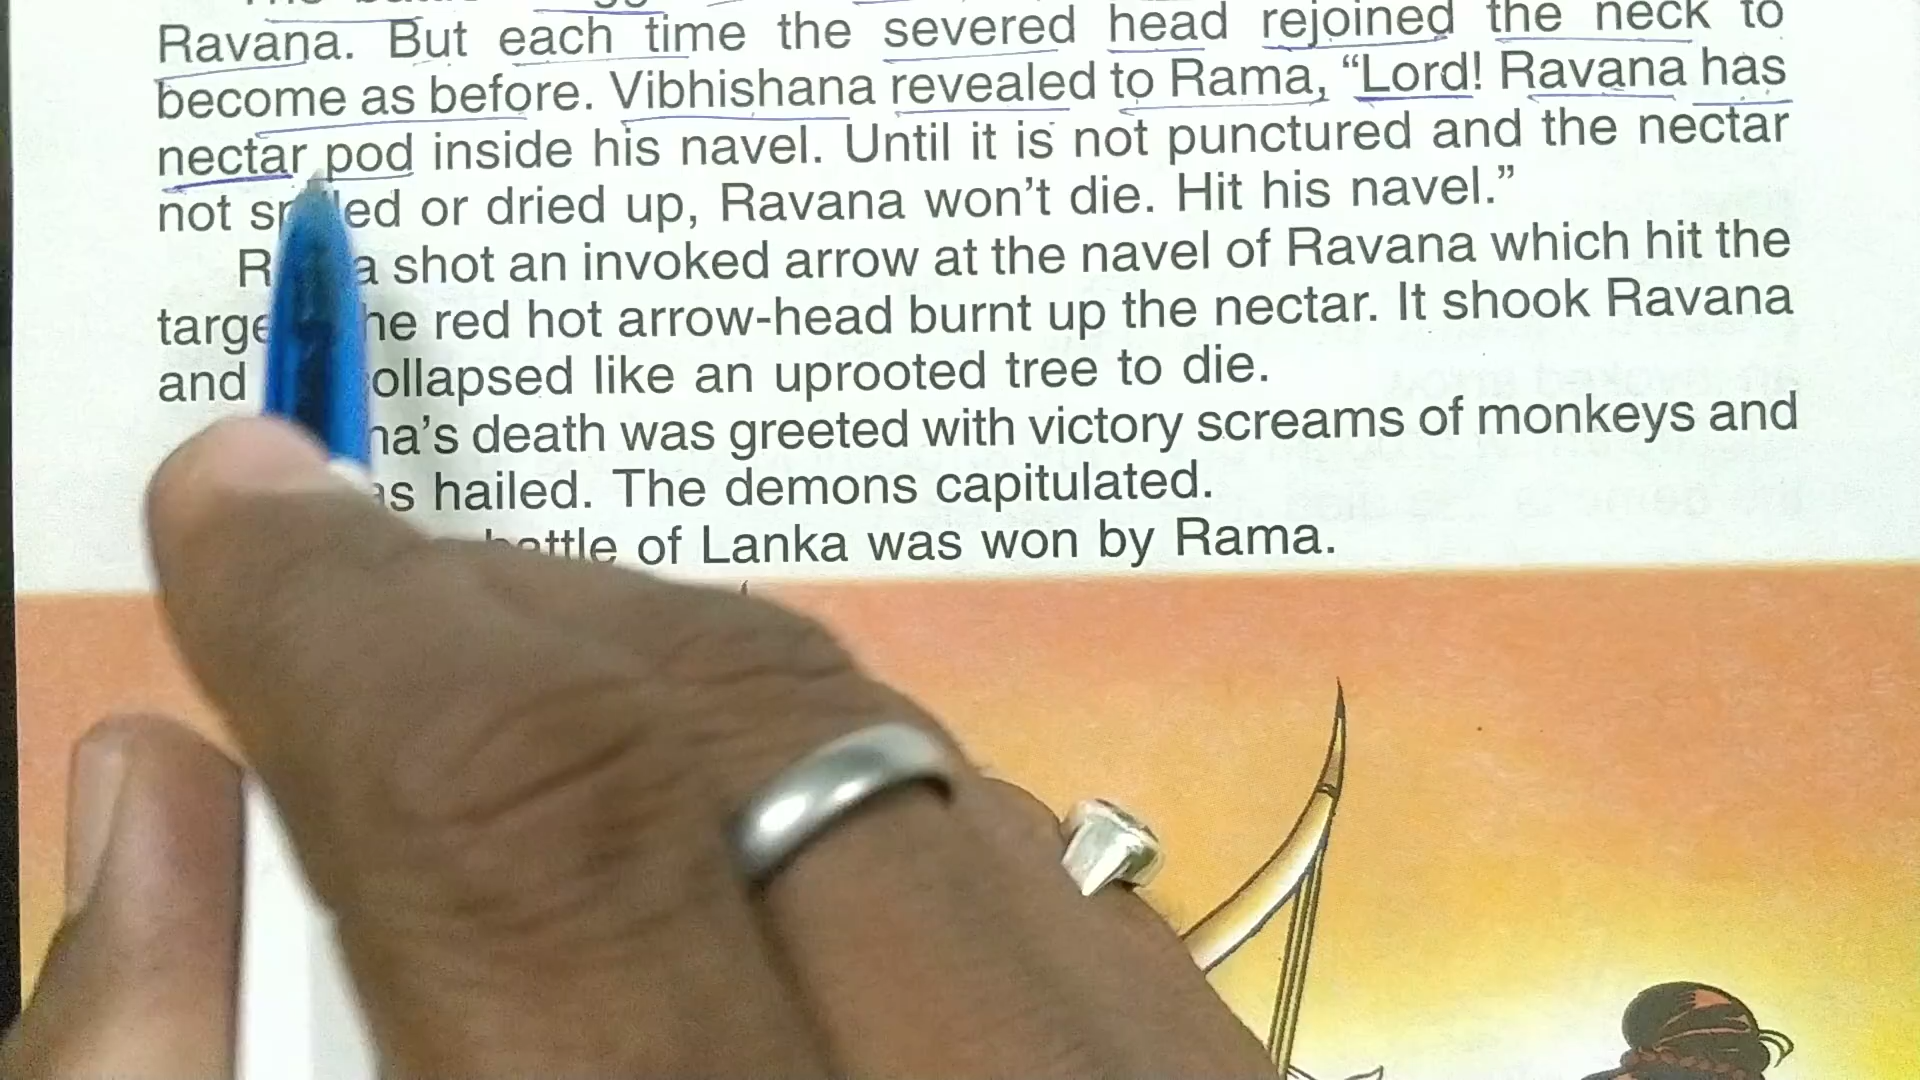 Ravana. But each time the severed head rejoined the neck to
become as before. Vibhishana revealed to Rama, “Lord! Ravana has
nectar pod inside his navel. Until it is not punctured and the nectar
not or dried up, Ravana won’t die. Hit his navel.”
shot an invoked arrow at the navel of Ravana which hit the
red hot arrow-head burnt up the nectar. It shook Ravana
and collapsed like an uprooted tree to die.
death was greeted with victory screams of monkeys and
hailed. The demons capitulated.
battle of Lanka was won by Rama.